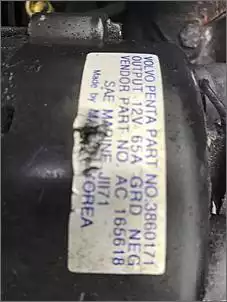 VOLVO PENTA PART NO.3860171
OUTPUT 12V 65A GRD NEG
VENDOR PART NO. AC 165618
SAE MARINE J1171
Made by MA KOREA